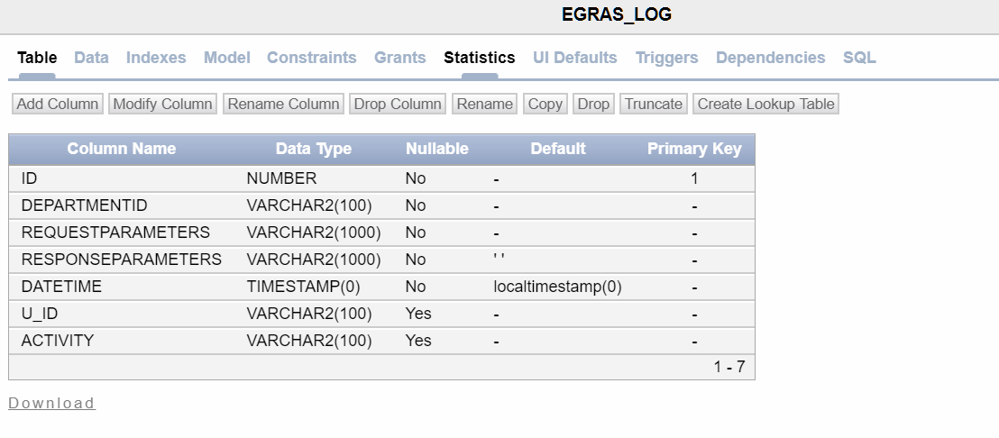 EGRAS_LOG
Table Data Indexes Model Constraints Grants Statistics UI Defaults Triggers Dependencies SQL
Add Column Modify Column Rename Column Drop Column Rename Copy Drop Truncate Create Lookup Table
Column Name Data Type Nullable Default Primary Key
ID NUMBER No - 1
DEPARTMENTID VARCHAR2(100) No - -
REQUESTPARAMETERS VARCHAR2(1000) No - -
RESPONSEPARAMETERS VARCHAR2(1000) No ' ' -
DATETIME TIMESTAMP(0) No localtimestamp(0) -
U_ID VARCHAR2(100) Yes - -
ACTIVITY VARCHAR2(100) Yes - -
1 - 7
Download